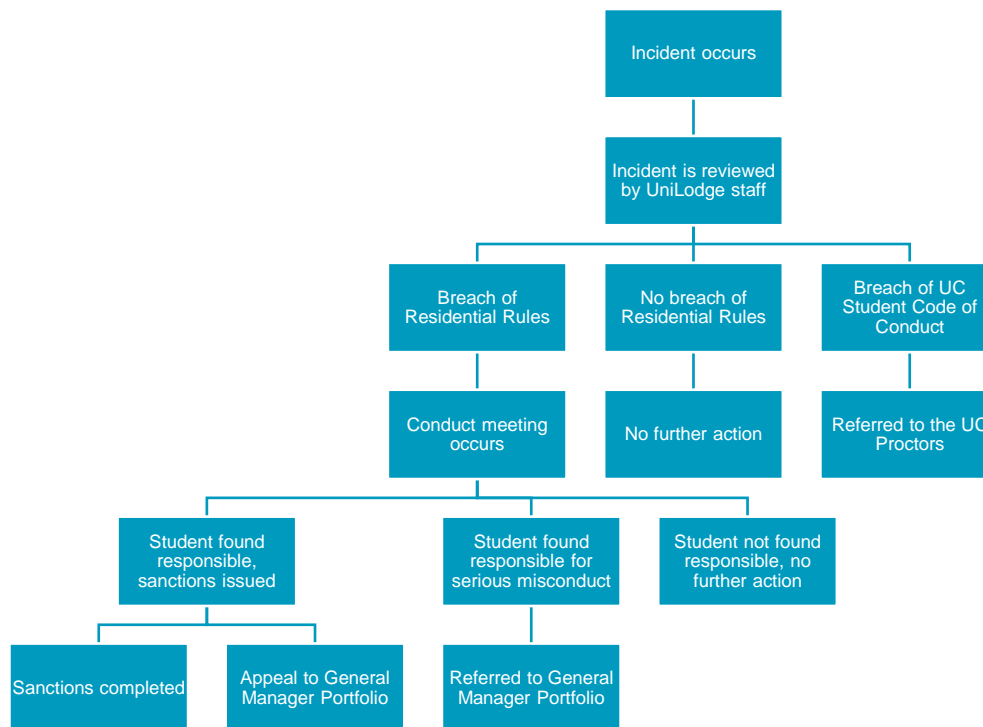 Incident occurs
Incident is reviewed
by UniLodge staff
Breach of
Residential Rules
No breach of
Residential Rules
Breach of UC
Student Code of
Conduct
Conduct meeting
occurs
No further action
Referred to the UC
Proctors
Student found
responsible,
sanctions issued
Student found
responsible for
serious misconduct
Student not found
responsible, no
further action
Sanctions completed
Appeal to General
Manager Portfolio
Referred to General
Manager Portfolio